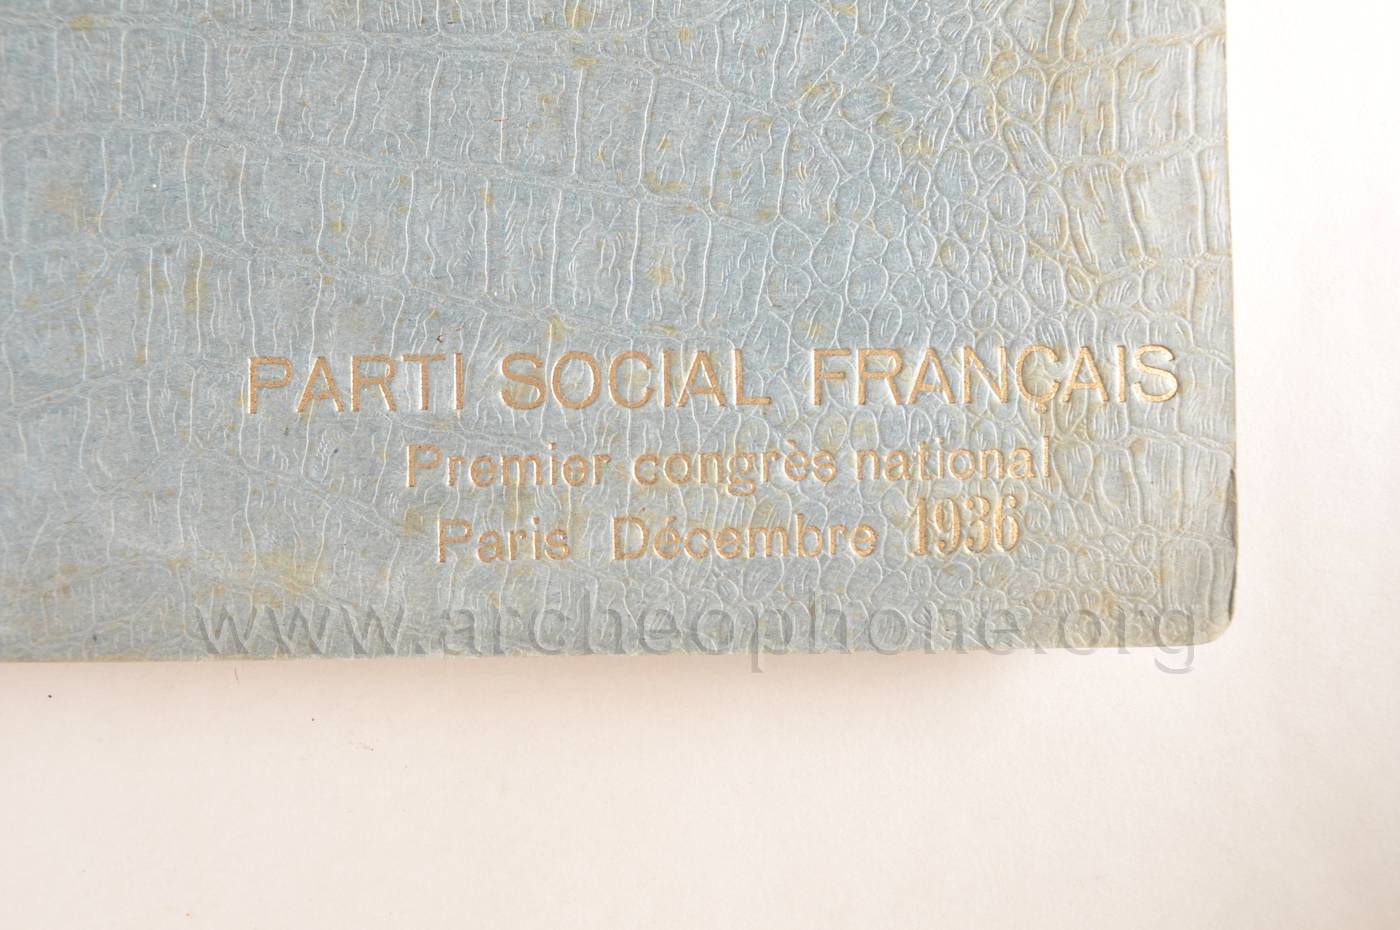 PARTI SOCIAL FRANÇAIS
Premier congrès national
Paris Décembre 1936
www.archeophone.org